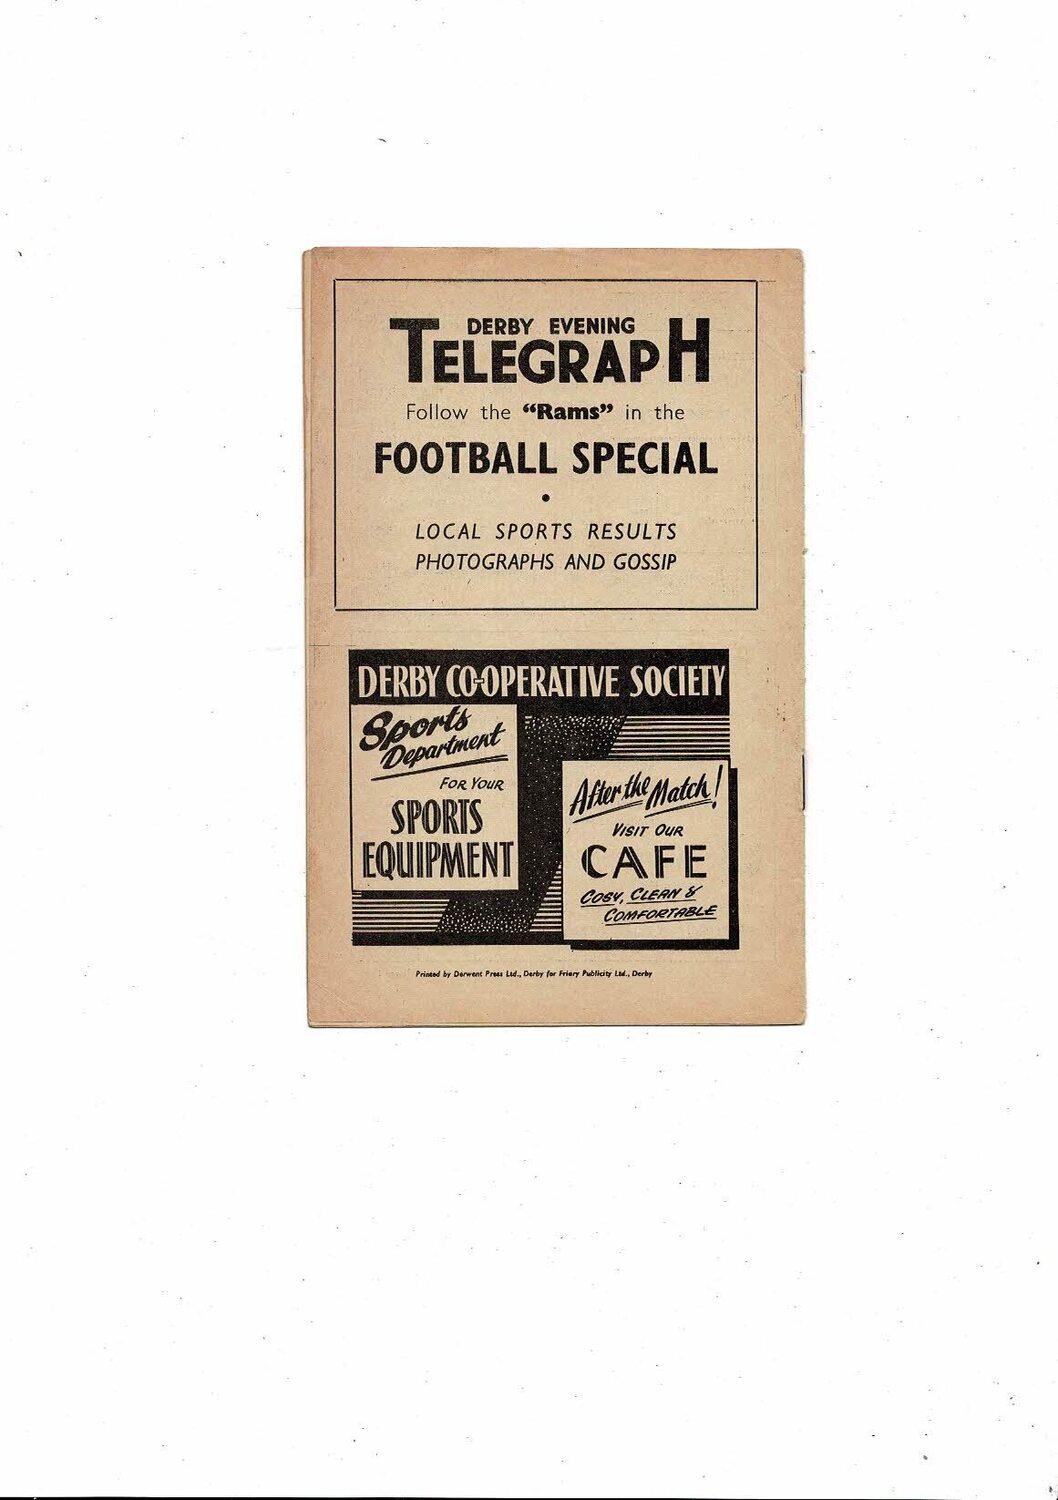 DERBY EVENING
TELEGRAPH
Follow the "Rams" in the
FOOTBALL SPECIAL
•
LOCAL SPORTS RESULTS
PHOTOGRAPHS AND GOSSIP
DERBY CO-OPERATIVE SOCIETY
Sports
Department
FOR YOUR
SPORTS
EQUIPMENT
After the Match!
VISIT OUR
CAFE
COSY, CLEAN &
COMFORTABLE
Printed by Derwent Press Ltd., Derby for Friary Publicity Ltd., Derby